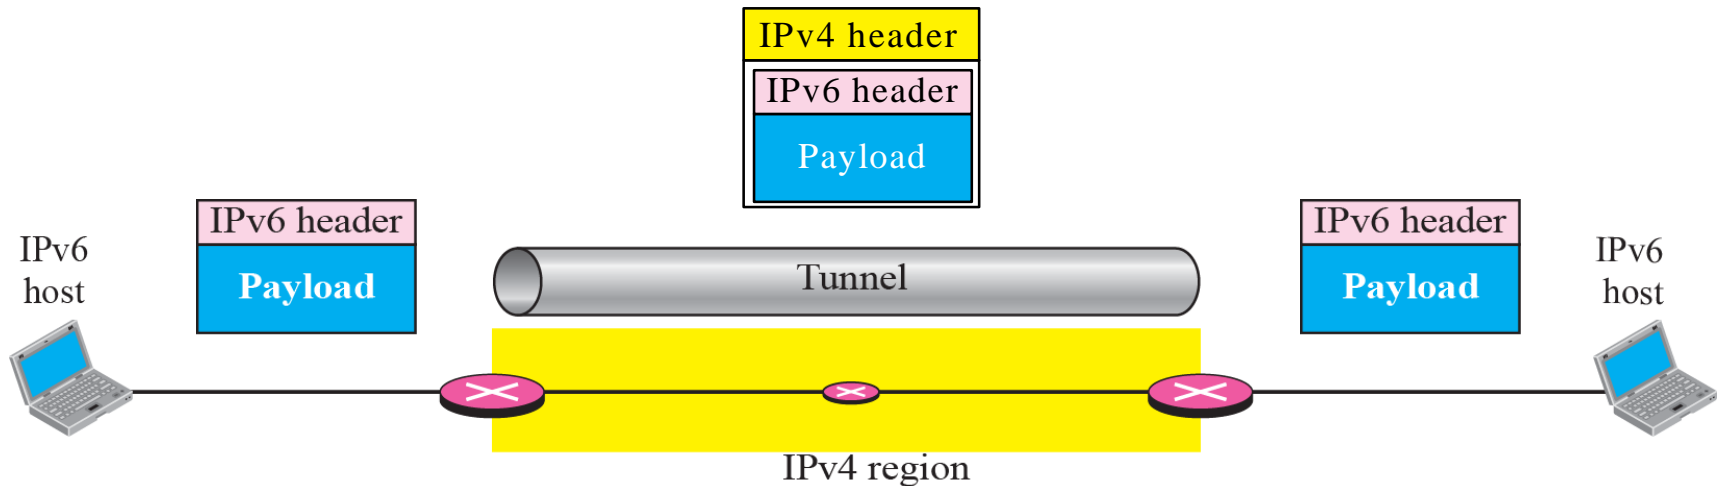 IPv4 header
IPv6 header
Payload
IPv6
host
IPv6 header
Payload
Tunnel
IPv6 header
Payload
IPv6
host
IPv4 region